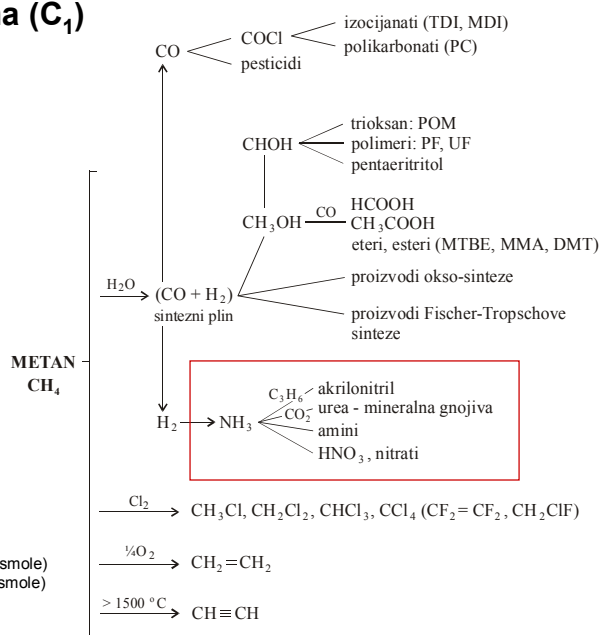 na (C₁)
izocijanati (TDI, MDI)
COCl
polikarbonati (PC)
CO
pesticidi
trioksan: POM
CHOH
polimeri: PF, UF
pentaeritritol
HCOOH
CH₃OH
CO
CH₃COOH
eteri, esteri (MTBE, MMA, DMT)
proizvodi okso-sinteze
H₂O
(CO + H₂)
sintezni plin
proizvodi Fischer-Tropschove
sinteze
METAN
CH₄
C₃H₆
akrilonitril
CO₂
urea - mineralna gnojiva
H₂
NH₃
amini
HNO₃, nitrati
Cl₂
CH₃Cl, CH₂Cl₂, CHCl₃, CCl₄ (CF₂=CF₂, CH₂ClF)
smole)
¼O₂
CH₂=CH₂
smole)
> 1500 °C
CH≡CH